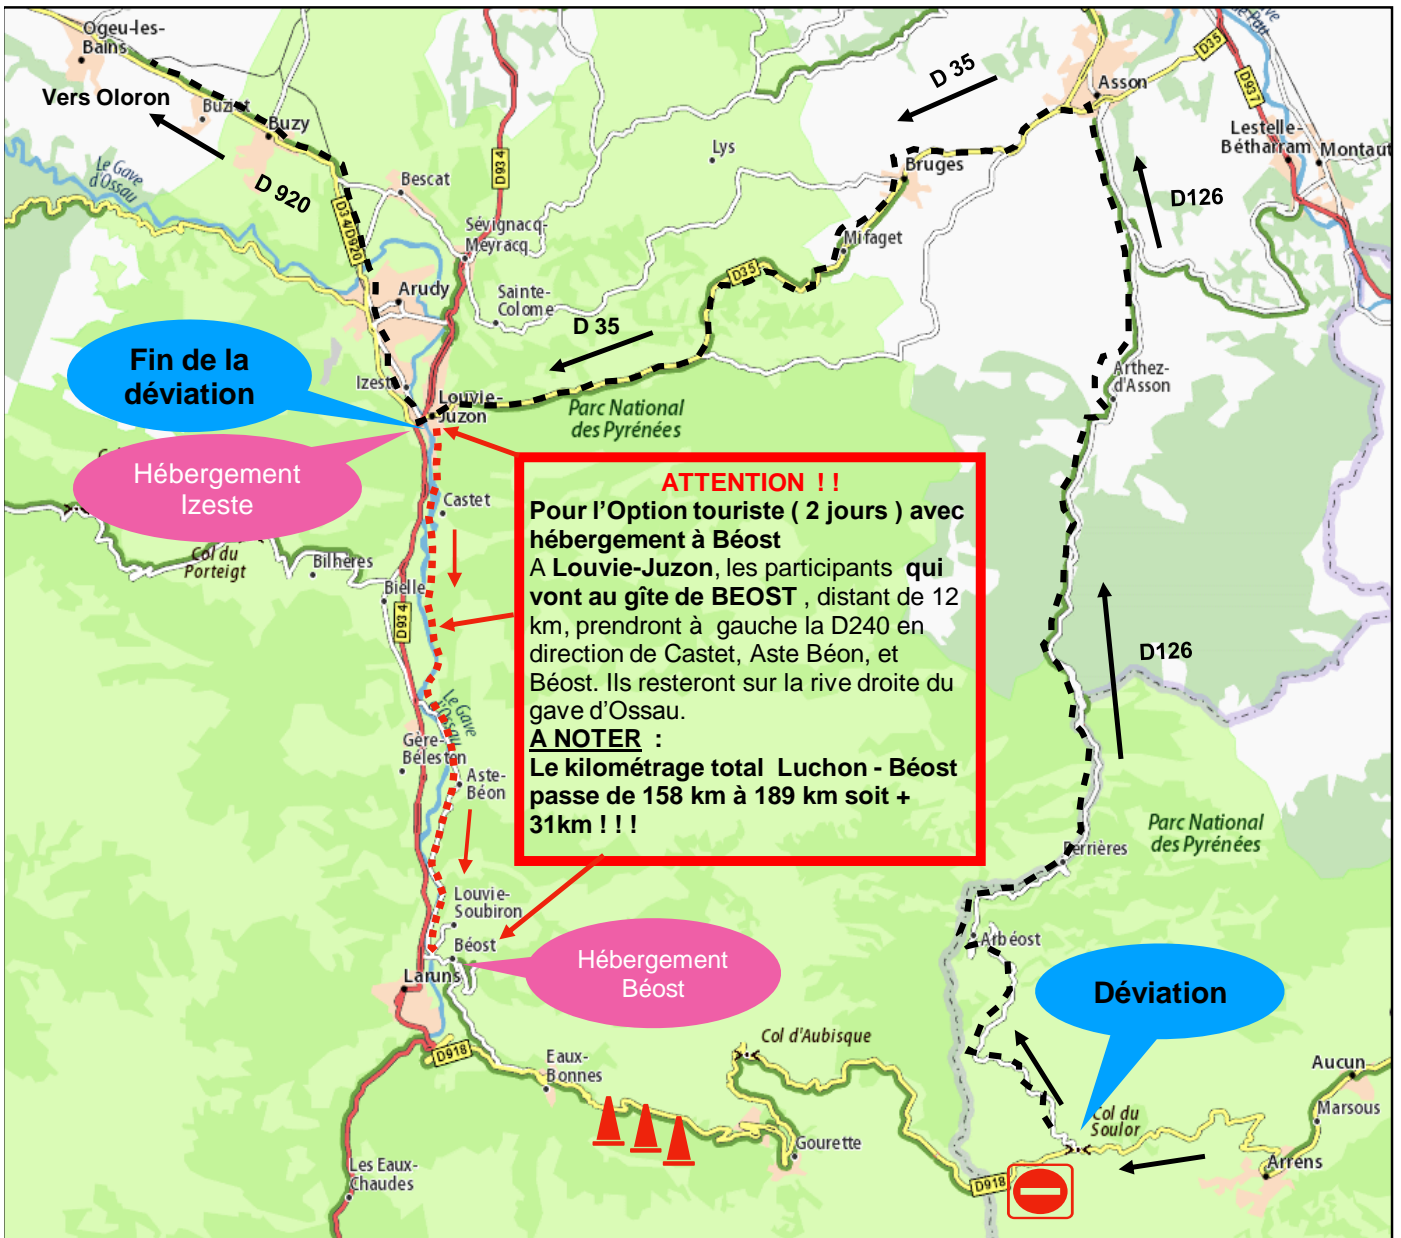 Ogeu-les-
Bains
Vers Oloron
Buzy
Le Gave
d'Ossau
D 920
D34/D920
Bescat
D934
Sévignacq-
Meyracq
Lys
D 35
Asson
D35
D937
Lestelle-
Bétharram
Montaut
Bruges
D126
Mifaget
D35
Arudy
Sainte-
Colome
D 35
Fin de la
déviation
Louvie-
Juzon
Parc National
des Pyrénées
Arthez-
d'Asson
Hébergement
Izeste
Castet
Col du
Porteigt
Bilhères
Bielle
D934
ATTENTION ! !
Pour l'Option touriste ( 2 jours ) avec
hébergement à Béost
A Louvie-Juzon, les participants qui
vont au gîte de BEOST , distant de 12
km, prendront à gauche la D240 en
direction de Castet, Aste Béon, et
Béost. Ils resteront sur la rive droite du
gave d'Ossau.
A NOTER :
Le kilométrage total Luchon - Béost
passe de 158 km à 189 km soit +
31km ! ! !
D126
Le Gave
d'Ossau
Gère-
Bélesten
Aste-
Béon
Parc National
des Pyrénées
Ferrières
Louvie-
Soubiron
Béost
Arbéost
Hébergement
Béost
Laruns
Déviation
D918
Col d'Aubisque
Eaux-
Bonnes
Aucun
Marsous
Col du
Soulor
Gourette
Arrens
Les Eaux-
Chaudes
D918